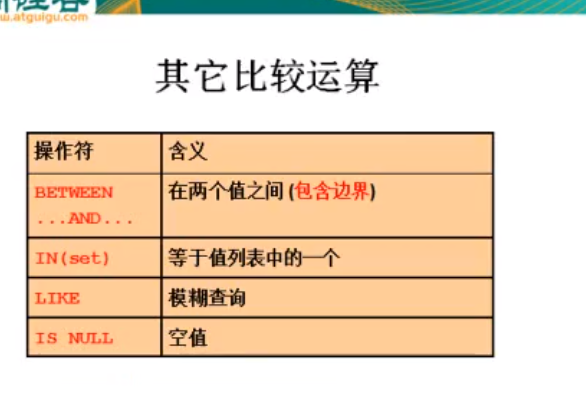 www.atguigu.com
其它比较运算
操作符 含义
BETWEEN 在两个值之间(包含边界)
...AND...
IN(set) 等于值列表中的一个
LIKE 模糊查询
IS NULL 空值